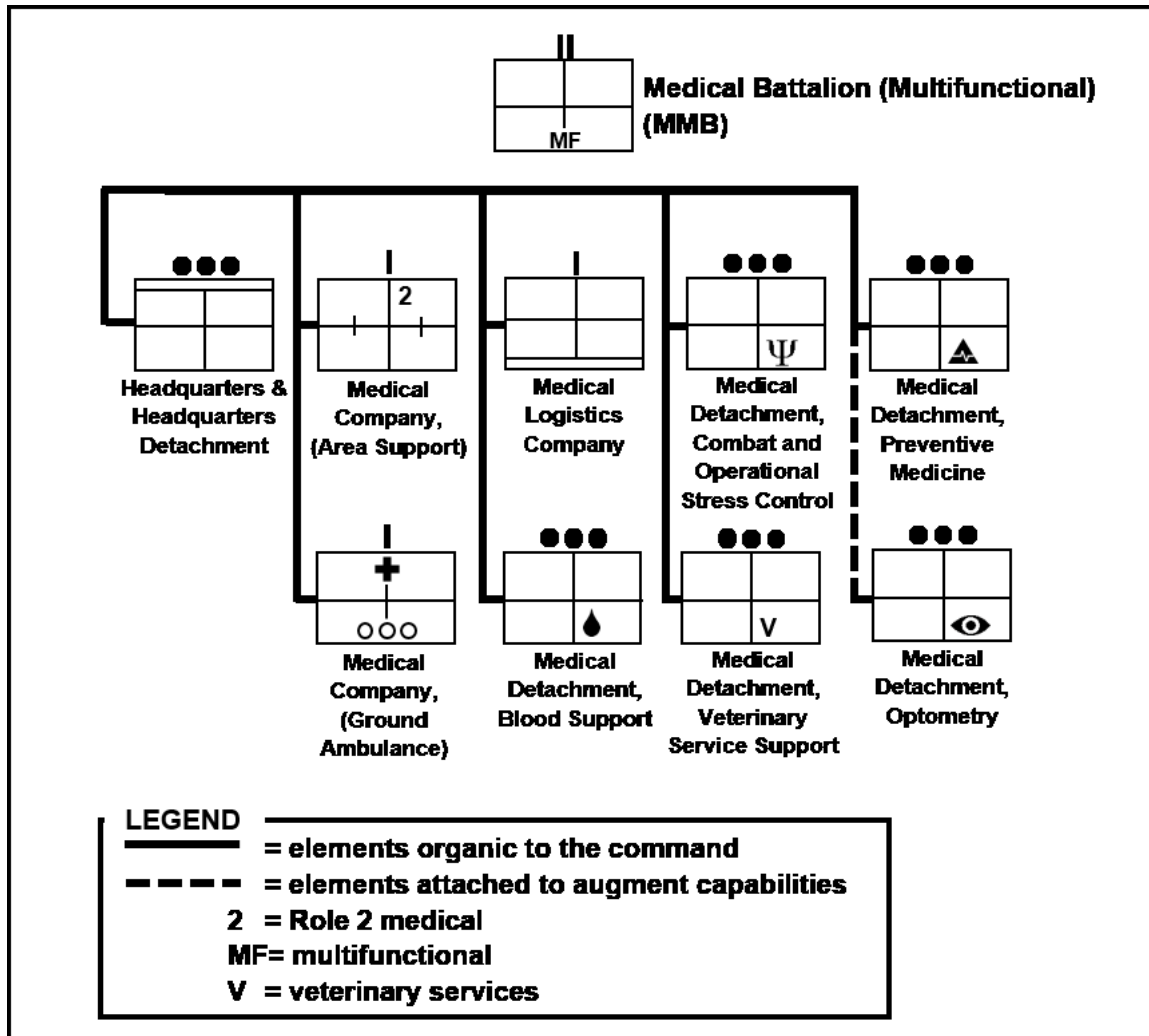 Medical Battalion (Multifunctional)
(MMB)
MF
2
Headquarters &
Headquarters
Detachment
Medical
Company,
(Area Support)
Medical
Logistics
Company
Ψ
Medical
Detachment,
Combat and
Operational
Stress Control
Medical
Detachment,
Preventive
Medicine
Medical
Company,
(Ground
Ambulance)
Medical
Detachment,
Blood Support
V
Medical
Detachment,
Veterinary
Service Support
Medical
Detachment,
Optometry
LEGEND
= elements organic to the command
= elements attached to augment capabilities
2 = Role 2 medical
MF= multifunctional
V = veterinary services